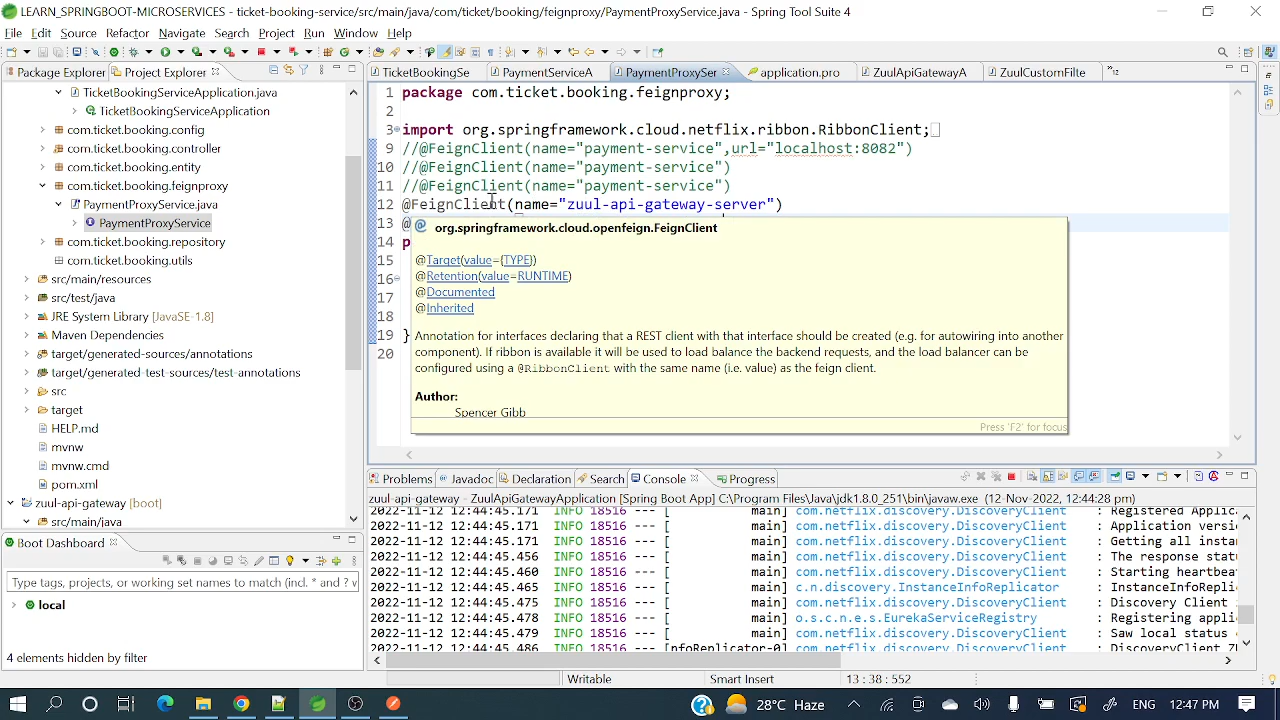 LEARN_SPRINGBOOT-MICROSERVICES - ticket-booking-service/src/main/java/com/ticket/booking/feignproxy/PaymentProxyService.java - Spring Tool Suite 4
File Edit Source Refactor Navigate Search Project Run Window Help
Package Explorer Project Explorer
TicketBookingServiceApplication.java
TicketBookingServiceApplication
com.ticket.booking.config
com.ticket.booking.controller
com.ticket.booking.entity
com.ticket.booking.feignproxy
PaymentProxyService.java
PaymentProxyService
com.ticket.booking.repository
com.ticket.booking.utils
src/main/resources
src/test/java
JRE System Library [JavaSE-1.8]
Maven Dependencies
target/generated-sources/annotations
target/generated-test-sources/test-annotations
src
target
HELP.md
mvnw
mvnw.cmd
pom.xml
zuul-api-gateway [boot]
src/main/java
Boot Dashboard
Type tags, projects, or working set names to match (incl. * and ? v
local
4 elements hidden by filter
TicketBookingSe PaymentServiceA PaymentProxySer application.pro ZuulApiGatewayA ZuulCustomFilte »12
1 package com.ticket.booking.feignproxy;
2
3 import org.springframework.cloud.netflix.ribbon.RibbonClient;
9 //@FeignClient(name="payment-service",url="localhost:8082")
10 //@FeignClient(name="payment-service")
11 //@FeignClient(name="payment-service")
12 @FeignClient(name="zuul-api-gateway-server")
13 @
14 p
15
16
17
18
19 }
20
@ org.springframework.cloud.openfeign.FeignClient
@Target(value={TYPE})
@Retention(value=RUNTIME)
@Documented
@Inherited
Annotation for interfaces declaring that a REST client with that interface should be created (e.g. for autowiring into another
component). If ribbon is available it will be used to load balance the backend requests, and the load balancer can be
configured using a @RibbonClient with the same name (i.e. value) as the feign client.
Author:
Spencer Gibb
Press 'F2' for focus
Problems Javadoc Declaration Search Console Progress
zuul-api-gateway - ZuulApiGatewayApplication [Spring Boot App] C:\Program Files\Java\jdk1.8.0_251\bin\javaw.exe (12-Nov-2022, 12:44:28 pm)
2022-11-12 12:44:45.171 INFO 18516 --- [ main] com.netflix.discovery.DiscoveryClient : Registered Applic
2022-11-12 12:44:45.171 INFO 18516 --- [ main] com.netflix.discovery.DiscoveryClient : Application versi
2022-11-12 12:44:45.171 INFO 18516 --- [ main] com.netflix.discovery.DiscoveryClient : Getting all instan
2022-11-12 12:44:45.456 INFO 18516 --- [ main] com.netflix.discovery.DiscoveryClient : The response statu
2022-11-12 12:44:45.460 INFO 18516 --- [ main] com.netflix.discovery.DiscoveryClient : Starting heartbeat
2022-11-12 12:44:45.465 INFO 18516 --- [ main] c.n.discovery.InstanceInfoReplicator : InstanceInfoReplic
2022-11-12 12:44:45.475 INFO 18516 --- [ main] com.netflix.discovery.DiscoveryClient : Discovery Client
2022-11-12 12:44:45.478 INFO 18516 --- [ main] o.s.c.n.e.s.EurekaServiceRegistry : Registering appli
2022-11-12 12:44:45.479 INFO 18516 --- [ main] com.netflix.discovery.DiscoveryClient : Saw local status
2022-11-12 12:44:45.486 INFO 18516 --- [nfoReplicator-0] com.netflix.discovery.DiscoveryClient : DiscoveryClient
Writable Smart Insert 13 : 38 : 552
28°C Haze ENG 12:47 PM